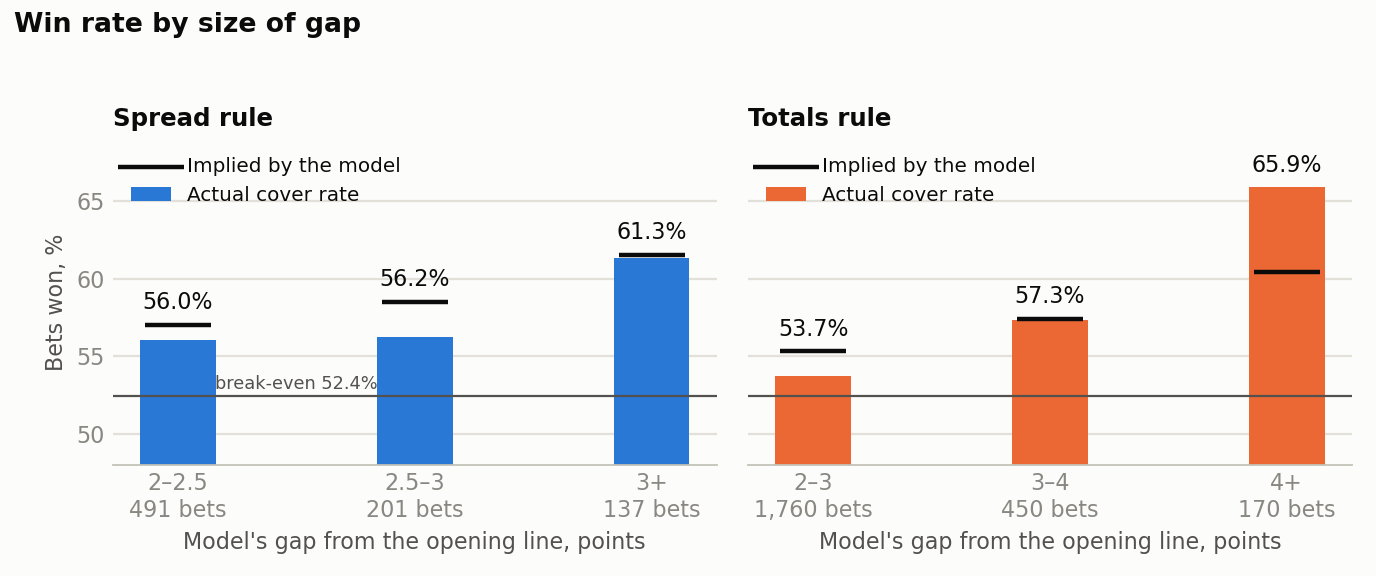 Win rate by size of gap
Spread rule
Implied by the model
Actual cover rate
Bets won, %
65
60
55
50
56.0%
56.2%
61.3%
break-even 52.4%
2–2.5
491 bets
2.5–3
201 bets
3+
137 bets
Model's gap from the opening line, points
Totals rule
Implied by the model
Actual cover rate
53.7%
57.3%
65.9%
2–3
1,760 bets
3–4
450 bets
4+
170 bets
Model's gap from the opening line, points